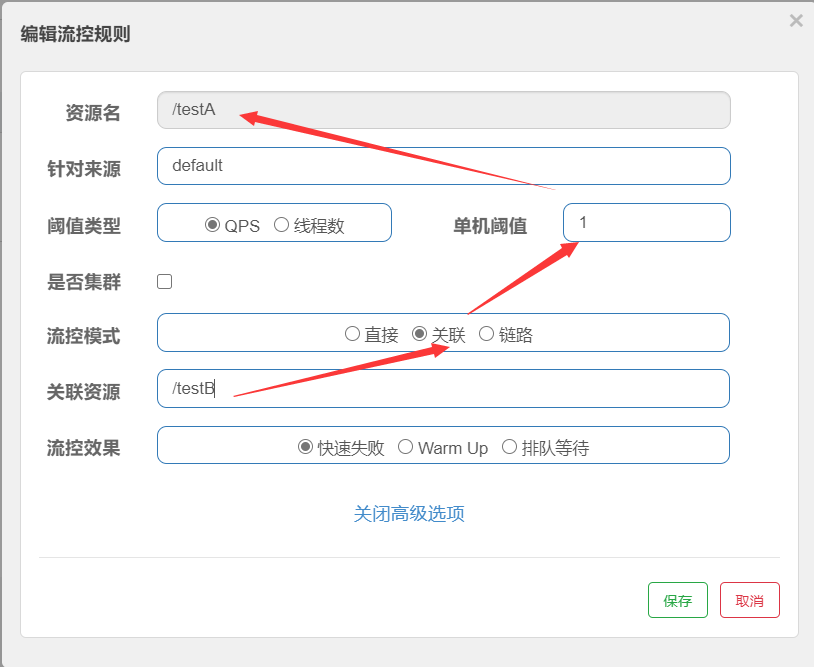 编辑流控规则
×
资源名 /testA
针对来源 default
阈值类型 QPS 线程数 单机阈值 1
是否集群
流控模式 直接 关联 链路
关联资源 /testB
流控效果 快速失败 Warm Up 排队等待
关闭高级选项
保存 取消